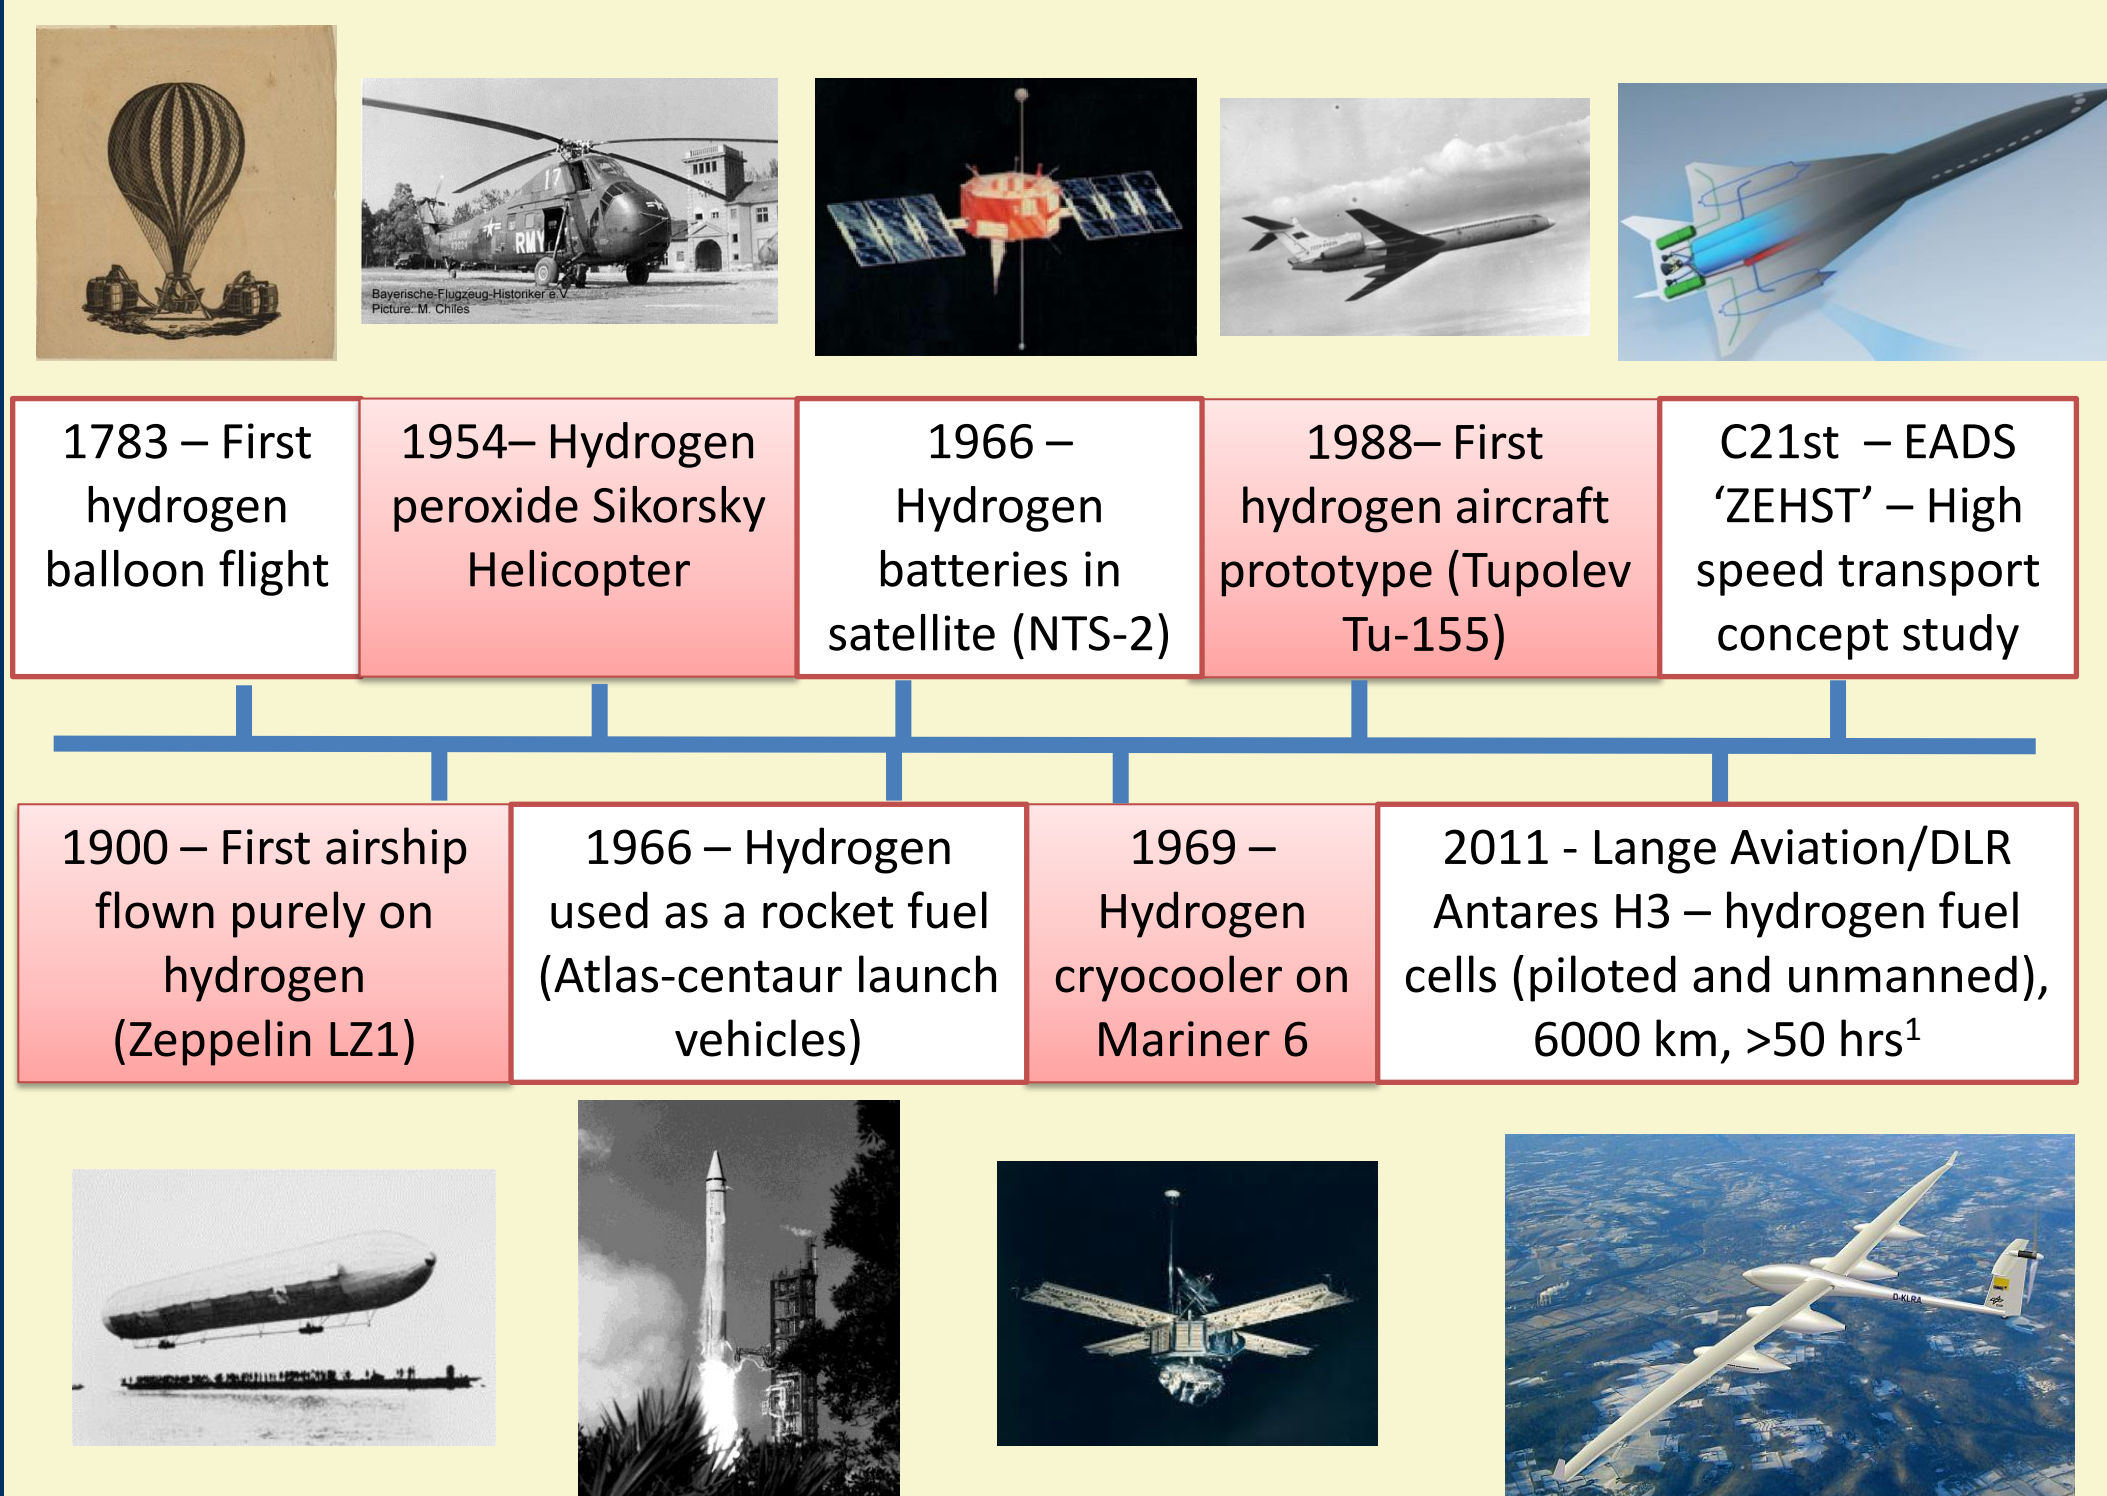 17
RMY
Bayerische-Flugzeug-Historiker e.V.
Picture: M. Chiles
1783 – First
hydrogen
balloon flight
1954– Hydrogen
peroxide Sikorsky
Helicopter
1966 –
Hydrogen
batteries in
satellite (NTS-2)
1988– First
hydrogen aircraft
prototype (Tupolev
Tu-155)
C21st – EADS
‘ZEHST’ – High
speed transport
concept study
1900 – First airship
flown purely on
hydrogen
(Zeppelin LZ1)
1966 – Hydrogen
used as a rocket fuel
(Atlas-centaur launch
vehicles)
1969 –
Hydrogen
cryocooler on
Mariner 6
2011 - Lange Aviation/DLR
Antares H3 – hydrogen fuel
cells (piloted and unmanned),
6000 km, >50 hrs¹
D-KLRA